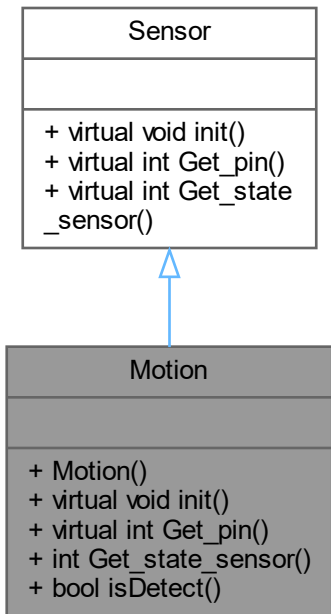 Sensor
+ virtual void init()
+ virtual int Get_pin()
+ virtual int Get_state
_sensor()
Motion
+ Motion()
+ virtual void init()
+ virtual int Get_pin()
+ int Get_state_sensor()
+ bool isDetect()